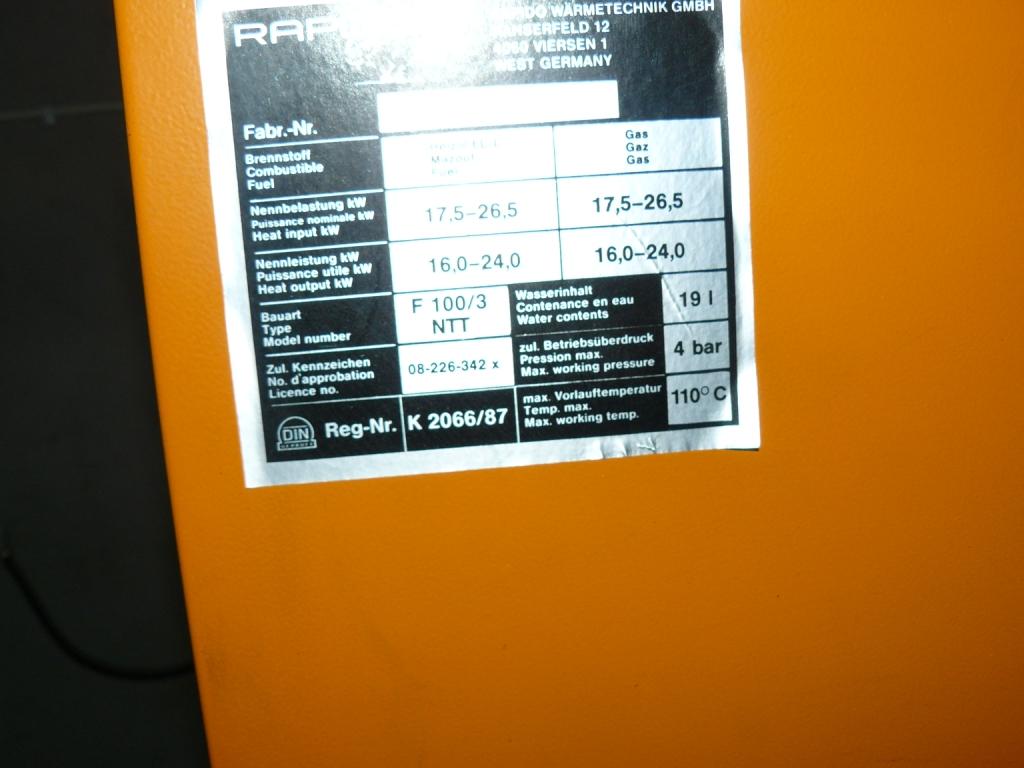 WÄRMETECHNIK GMBH
12
VIERSEN 1
WEST GERMANY
Fabr.-Nr.
Brennstoff
Combustible
Fuel
Mazout
Fuel
Gas
Gaz
Gas
Nennbelastung kW
Puissance nominale kW
Heat input kW
17,5–26,5
17,5–26,5
Nennleistung kW
Puissance utile kW
Heat output kW
16,0–24,0
16,0–24,0
Bauart
Type
Model number
F 100/3
NTT
Wasserinhalt
Contenance en eau
Water contents
19 l
Zul. Kennzeichen
No. d'approbation
Licence no.
08-226-342 x
zul. Betriebsüberdruck
Pression max.
Max. working pressure
4 bar
DIN
Reg-Nr.
K 2066/87
max. Vorlauftemperatur
Temp. max.
Max. working temp.
110° C